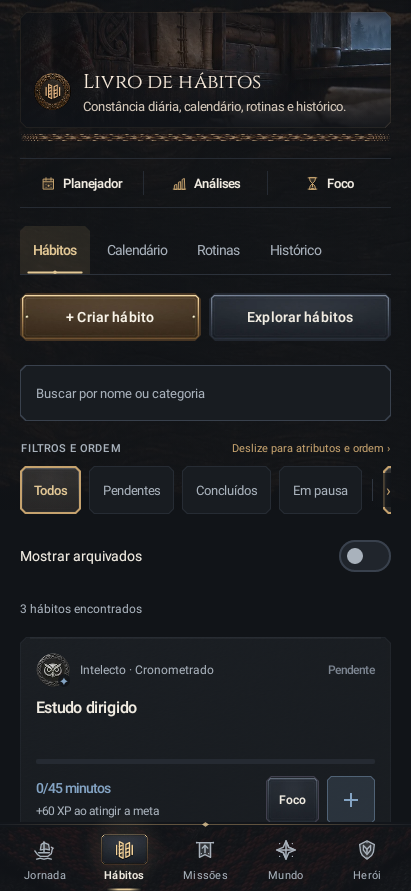 Livro de hábitos
Constância diária, calendário, rotinas e histórico.
Planejador
Análises
Foco
Hábitos
Calendário
Rotinas
Histórico
+ Criar hábito
Explorar hábitos
Buscar por nome ou categoria
FILTROS E ORDEM
Deslize para atributos e ordem ›
Todos
Pendentes
Concluídos
Em pausa
›
Mostrar arquivados
3 hábitos encontrados
Intelecto · Cronometrado
Pendente
Estudo dirigido
0/45 minutos
+60 XP ao atingir a meta
Foco
+
Jornada
Hábitos
Missões
Mundo
Herói